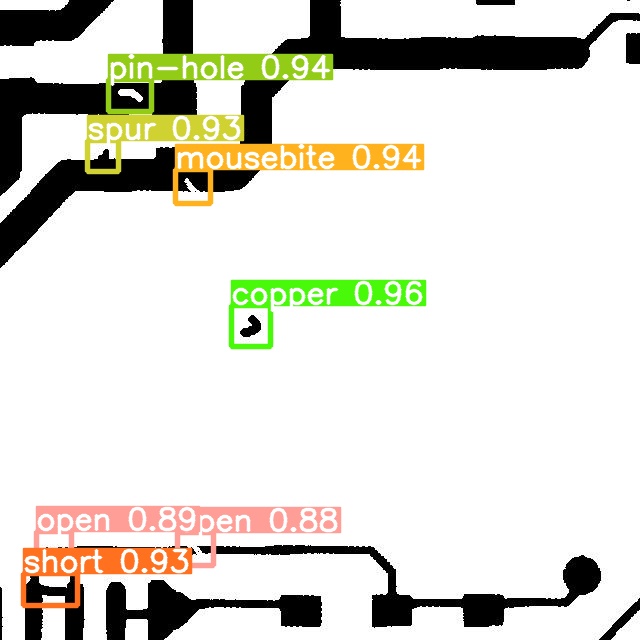 pin-hole 0.94
spur 0.93
mousebite 0.94
copper 0.96
open 0.89
pen 0.88
short 0.93